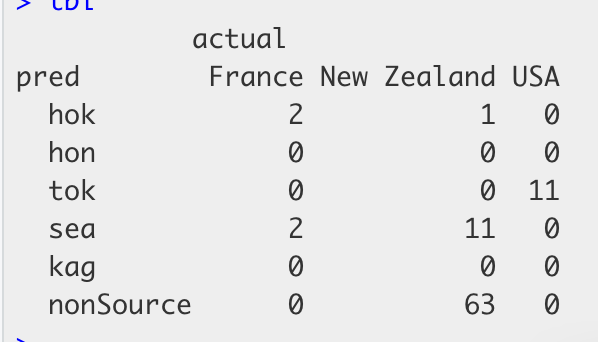 > tbl
actual
pred France New Zealand USA
hok 2 1 0
hon 0 0 0
tok 0 0 11
sea 2 11 0
kag 0 0 0
nonSource 0 63 0
>